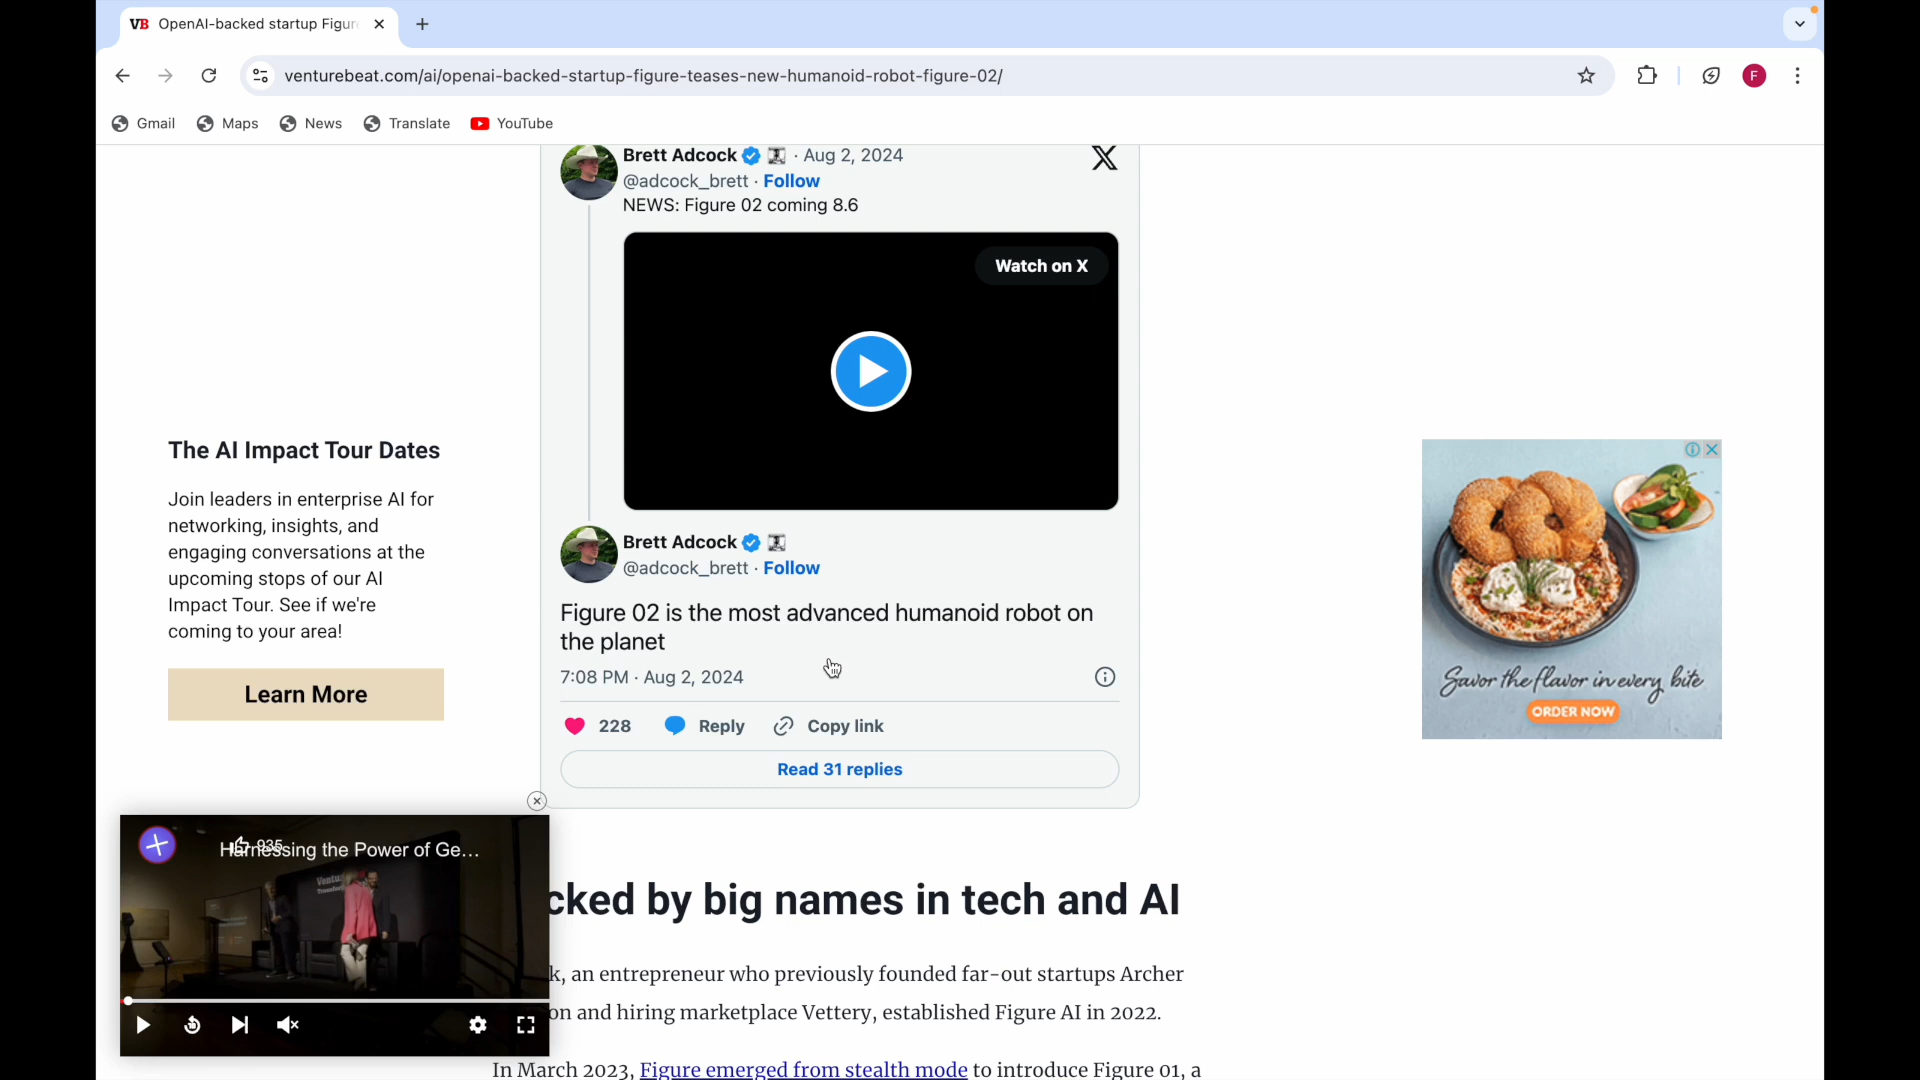 VB OpenAI-backed startup Figur
venturebeat.com/ai/openai-backed-startup-figure-teases-new-humanoid-robot-figure-02/
F
Gmail Maps News Translate YouTube
Brett Adcock · Aug 2, 2024
@adcock_brett · Follow
NEWS: Figure 02 coming 8.6
Watch on X
Brett Adcock
@adcock_brett · Follow
Figure 02 is the most advanced humanoid robot on
the planet
7:08 PM · Aug 2, 2024
228 Reply Copy link
Read 31 replies
The AI Impact Tour Dates
Join leaders in enterprise AI for
networking, insights, and
engaging conversations at the
upcoming stops of our AI
Impact Tour. See if we're
coming to your area!
Learn More
Savor the flavor in every bite
ORDER NOW
935
Harnessing the Power of Ge...
cked by big names in tech and AI
k, an entrepreneur who previously founded far-out startups Archer
on and hiring marketplace Vettery, established Figure AI in 2022.
In March 2023, Figure emerged from stealth mode to introduce Figure 01, a